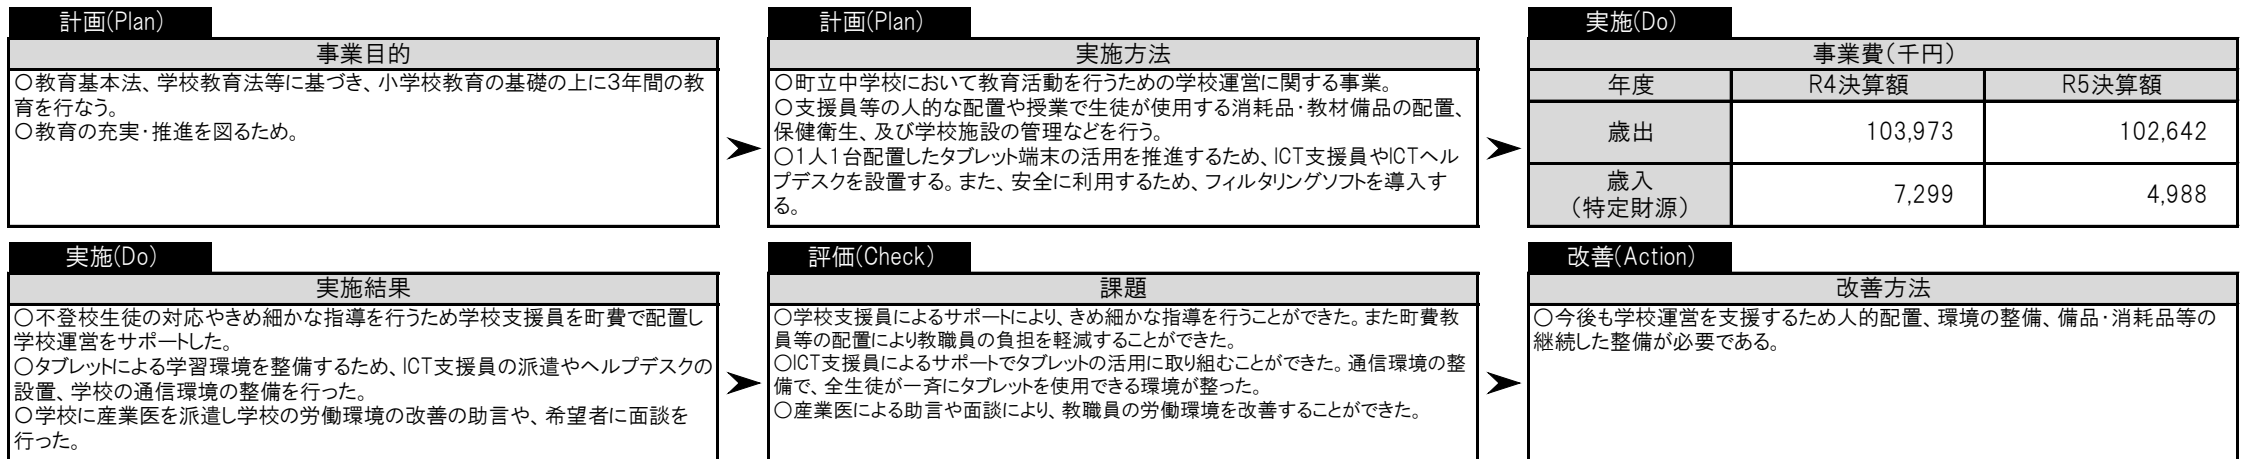 計画(Plan)
事業目的
○教育基本法、学校教育法等に基づき、小学校教育の基礎の上に3年間の教
育を行なう。
○教育の充実・推進を図るため。
計画(Plan)
実施方法
○町立中学校において教育活動を行うための学校運営に関する事業。
○支援員等の人的な配置や授業で生徒が使用する消耗品・教材備品の配置、
保健衛生、及び学校施設の管理などを行う。
○1人1台配置したタブレット端末の活用を推進するため、ICT支援員やICTヘル
プデスクを設置する。また、安全に利用するため、フィルタリングソフトを導入す
る。
実施(Do)
事業費(千円)
年度 R4決算額 R5決算額
歳出 103,973 102,642
歳入
(特定財源) 7,299 4,988
実施(Do)
実施結果
○不登校生徒の対応やきめ細かな指導を行うため学校支援員を町費で配置し
学校運営をサポートした。
○タブレットによる学習環境を整備するため、ICT支援員の派遣やヘルプデスクの
設置、学校の通信環境の整備を行った。
○学校に産業医を派遣し学校の労働環境の改善の助言や、希望者に面談を
行った。
評価(Check)
課題
○学校支援員によるサポートにより、きめ細かな指導を行うことができた。また町費教
員等の配置により教職員の負担を軽減することができた。
○ICT支援員によるサポートでタブレットの活用に取り組むことができた。通信環境の整
備で、全生徒が一斉にタブレットを使用できる環境が整った。
○産業医による助言や面談により、教職員の労働環境を改善することができた。
改善(Action)
改善方法
○今後も学校運営を支援するため人的配置、環境の整備、備品・消耗品等の
継続した整備が必要である。